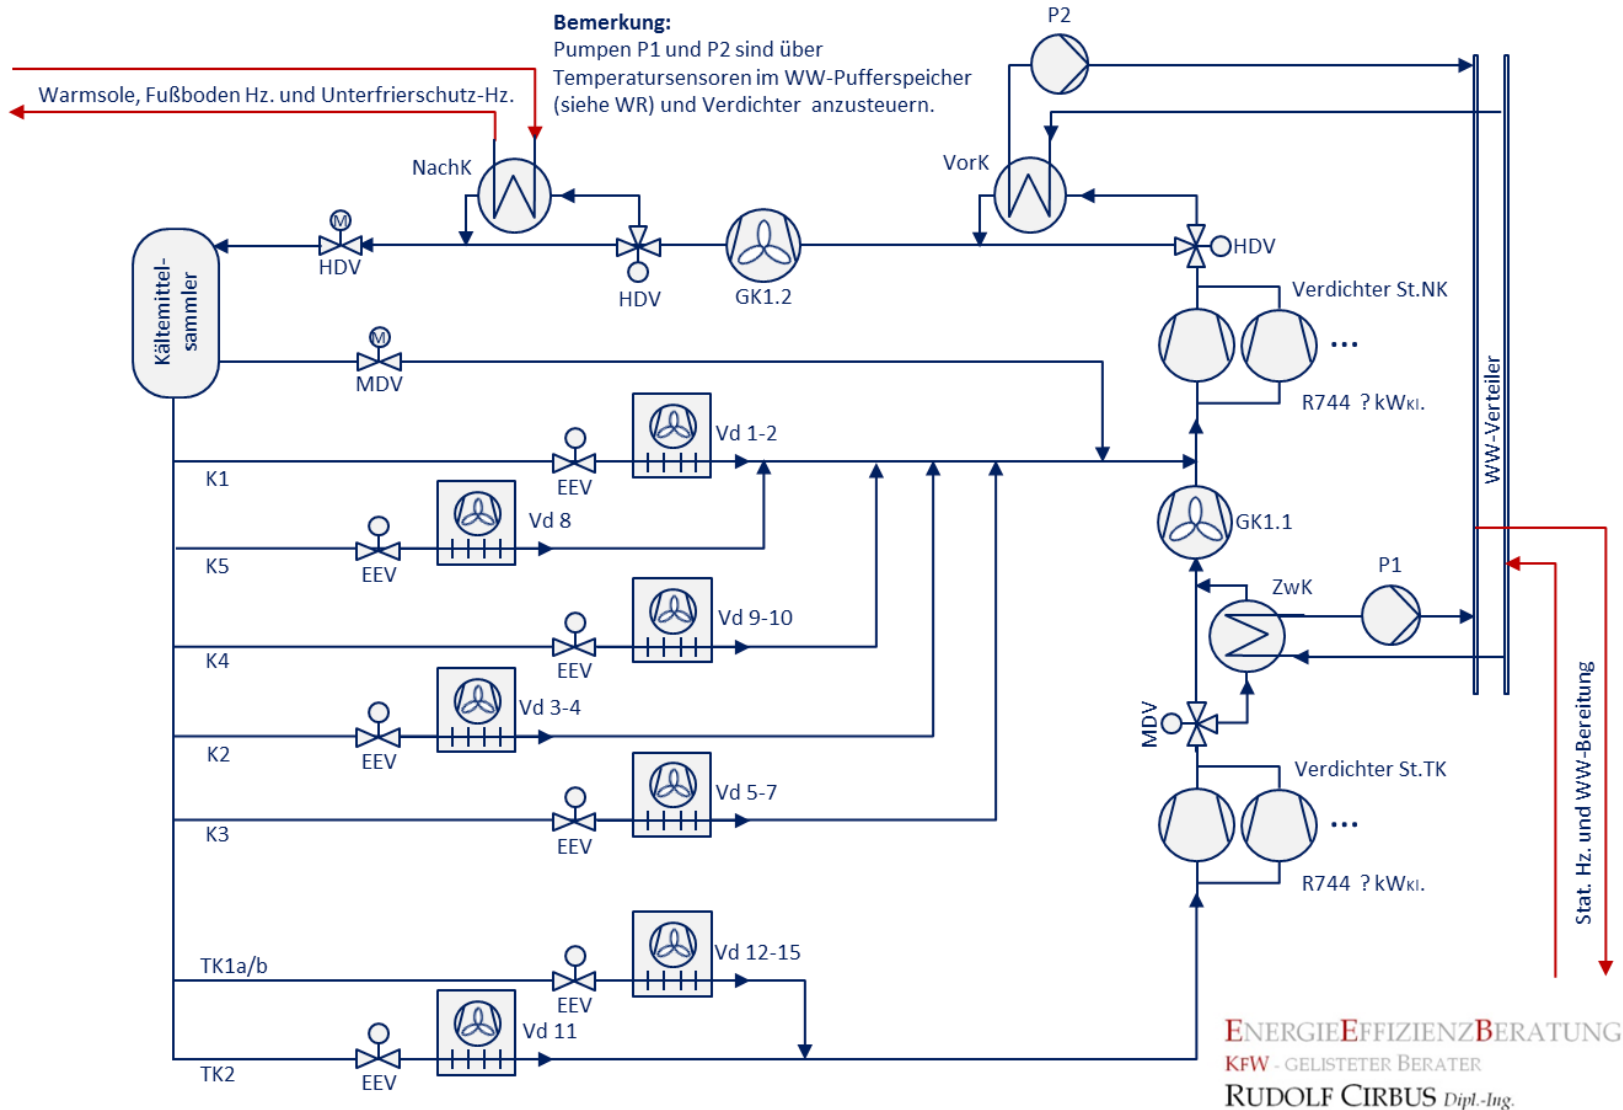 Bemerkung:
Pumpen P1 und P2 sind über
Temperatursensoren im WW-Pufferspeicher
(siehe WR) und Verdichter anzusteuern.
P2
Warmsole, Fußboden Hz. und Unterfrierschutz-Hz.
NachK
VorK
M
HDV
HDV
GK1.2
HDV
Kältemittel-
sammler
Verdichter St.NK
...
M
MDV
R744 ? kWKl.
WW-Verteiler
Vd 1-2
K1
EEV
Vd 8
K5
EEV
GK1.1
P1
ZwK
Vd 9-10
K4
EEV
Vd 3-4
K2
EEV
MDV
Stat. Hz. und WW-Bereitung
Verdichter St.TK
Vd 5-7
K3
EEV
...
R744 ? kWKl.
Vd 12-15
TK1a/b
EEV
Vd 11
TK2
EEV
ENERGIEEFFIZIENZBERATUNG
KFW - GELISTETER BERATER
RUDOLF CIRBUS Dipl.-Ing.